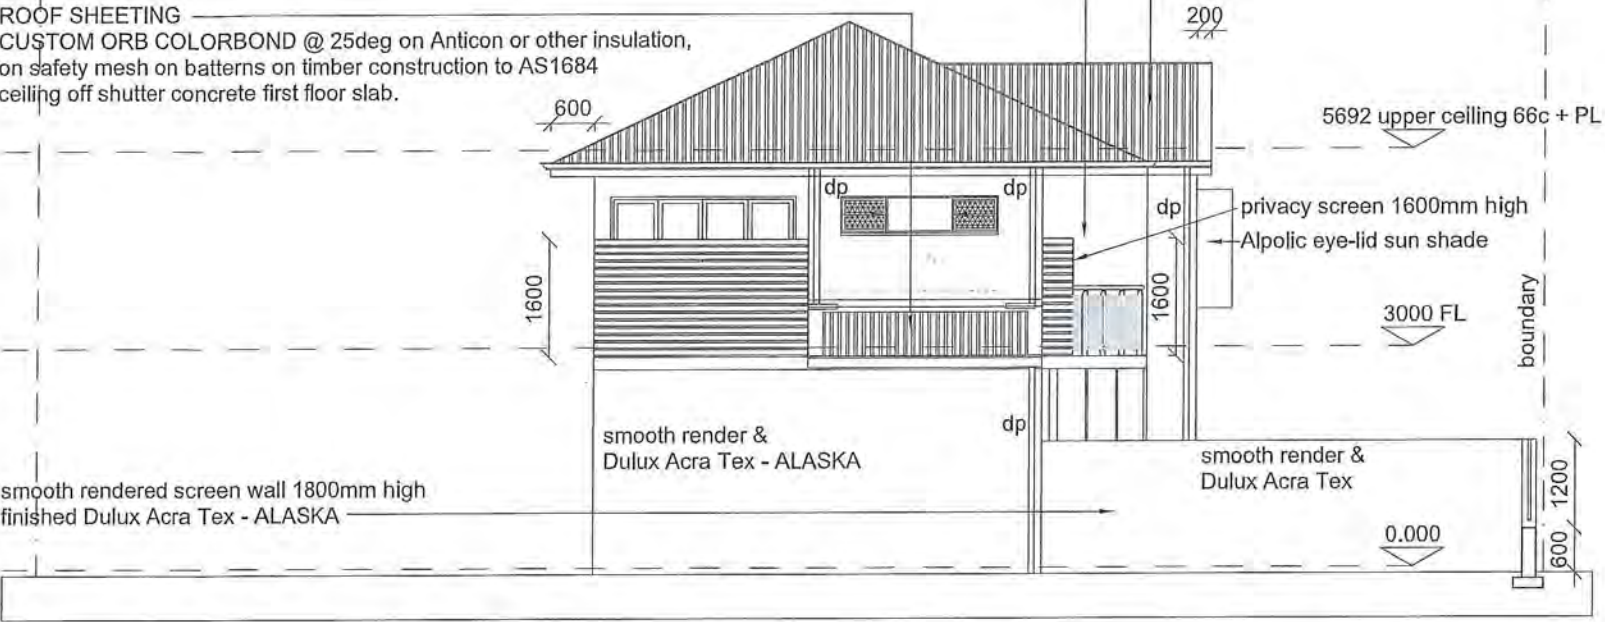 ROOF SHEETING
CUSTOM ORB COLORBOND @ 25deg on Anticon or other insulation,
on safety mesh on batterns on timber construction to AS1684
ceiling off shutter concrete first floor slab.
200
600
5692 upper ceiling 66c + PL
dp
dp
dp
privacy screen 1600mm high
Alpolic eye-lid sun shade
1600
1600
3000 FL
boundary
dp
smooth render &
Dulux Acra Tex - ALASKA
smooth render &
Dulux Acra Tex
smooth rendered screen wall 1800mm high
finished Dulux Acra Tex - ALASKA
1200
0.000
600